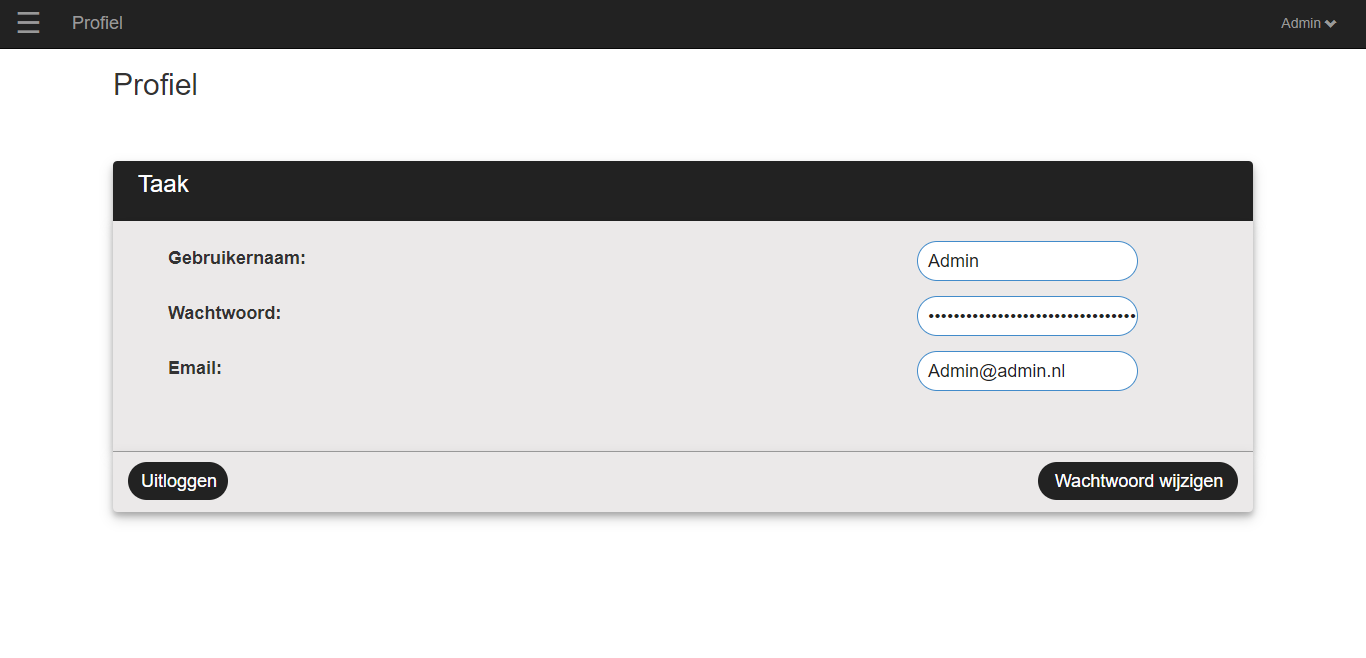 Profiel
Admin
Profiel
Taak
Gebruikernaam:
Admin
Wachtwoord:
•••••••••••••••••••••••••••••••••
Email:
Admin@admin.nl
Uitloggen
Wachtwoord wijzigen